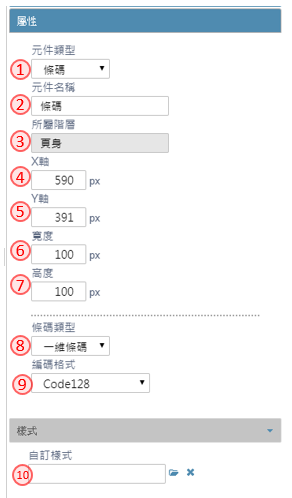 屬性
元件類型
1 條碼
元件名稱
2 條碼
所屬階層
3 頁身
X軸
4 590 px
Y軸
5 391 px
寬度
6 100 px
高度
7 100 px
條碼類型
8 一維條碼
編碼格式
9 Code128
樣式
自訂樣式
10